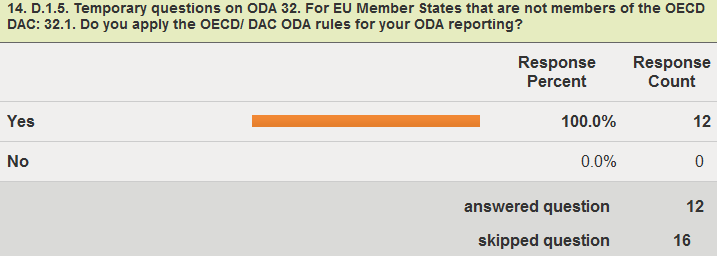 14. D.1.5. Temporary questions on ODA 32. For EU Member States that are not members of the OECD
DAC: 32.1. Do you apply the OECD/ DAC ODA rules for your ODA reporting?
Response Percent Response Count
Yes 100.0% 12
No 0.0% 0
answered question 12
skipped question 16